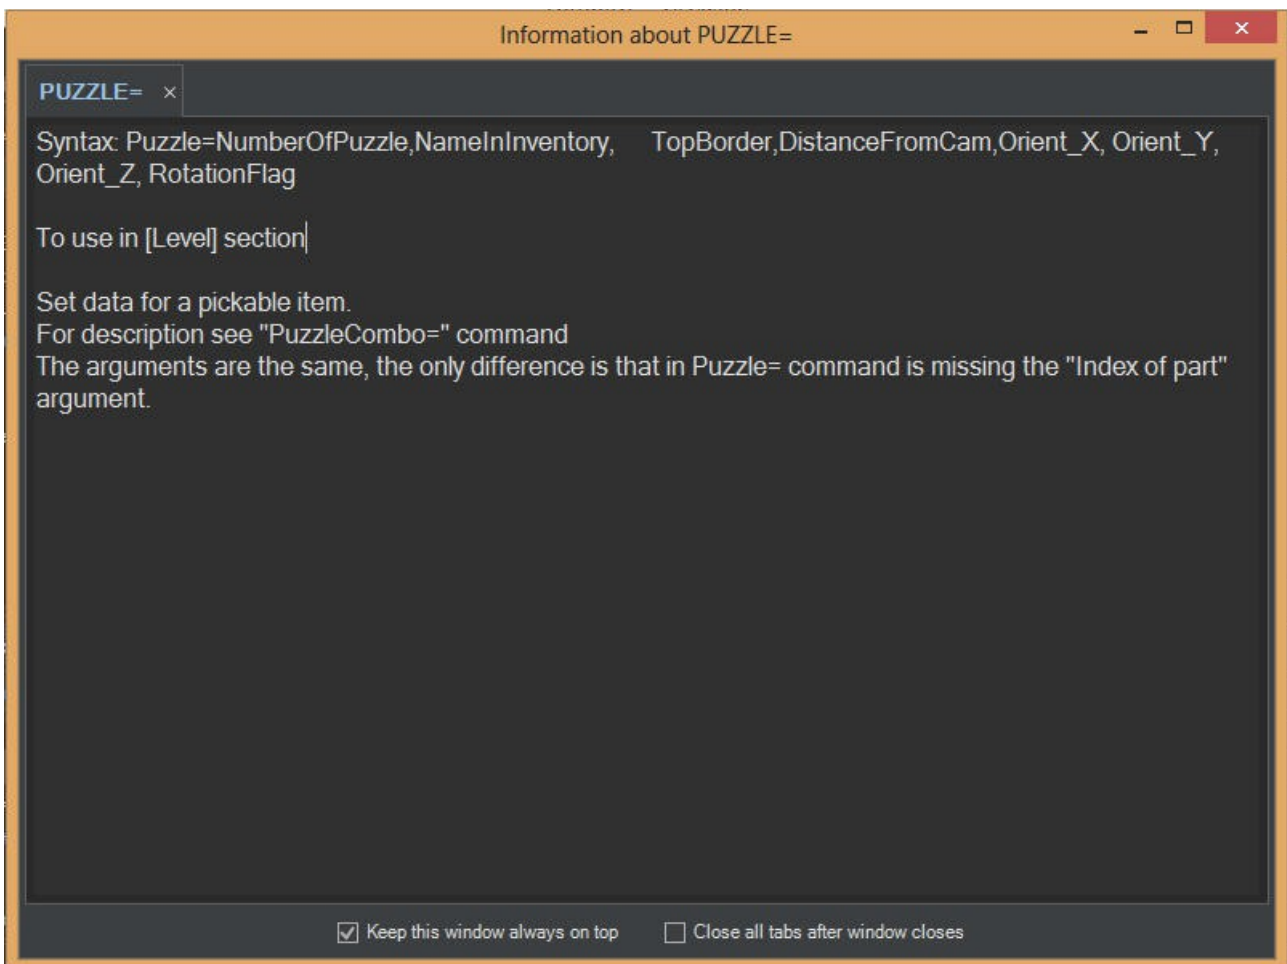 Information about PUZZLE=
PUZZLE= ×
Syntax: Puzzle=NumberOfPuzzle,NameInInventory, TopBorder,DistanceFromCam,Orient_X, Orient_Y,
Orient_Z, RotationFlag
To use in [Level] section
Set data for a pickable item.
For description see "PuzzleCombo=" command
The arguments are the same, the only difference is that in Puzzle= command is missing the "Index of part"
argument.
Keep this window always on top
Close all tabs after window closes